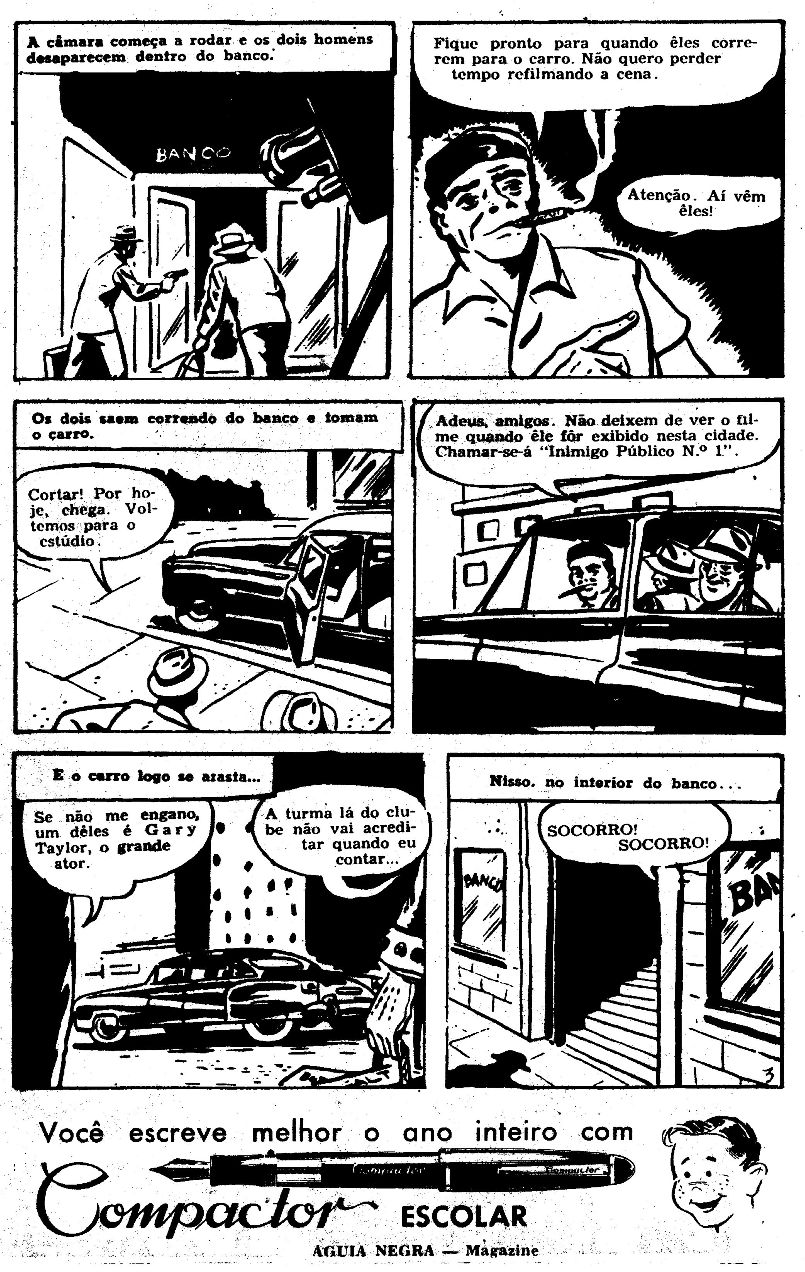 A câmara começa a rodar e os dois homens
desaparecem dentro do banco.
BANCO
Fique pronto para quando êles corre-
rem para o carro. Não quero perder
tempo refilmando a cena.
Atenção. Aí vêm
êles!
Os dois saem correndo do banco e tomam
o carro.
Cortar! Por ho-
je, chega. Vol-
temos para o
estúdio.
Adeus, amigos. Não deixem de ver o fil-
me quando êle fôr exibido nesta cidade.
Chamar-se-á "Inimigo Público N.º 1".
E o carro logo se afasta...
Se não me engano,
um dêles é Gary
Taylor, o grande
ator.
A turma lá do clu-
be não vai acredi-
tar quando eu
contar...
Nisso, no interior do banco...
SOCORRO!
SOCORRO!
BANCO
BAN
3
Você escreve melhor o ano inteiro com
Compactor
Compactor
Compactor ESCOLAR
ÁGUIA NEGRA — Magazine